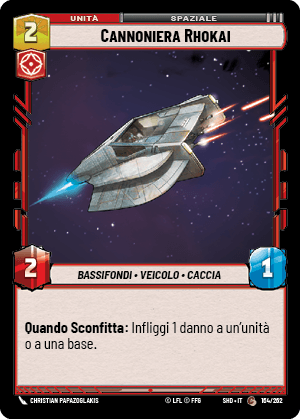 UNITÀ SPAZIALE
2 CANNONIERA RHOKAI
2 1
BASSIFONDI • VEICOLO • CACCIA
Quando Sconfitta: Infliggi 1 danno a un'unità
o a una base.
CHRISTIAN PAPAZOGLAKIS © LFL © FFG SHD • IT 164/262